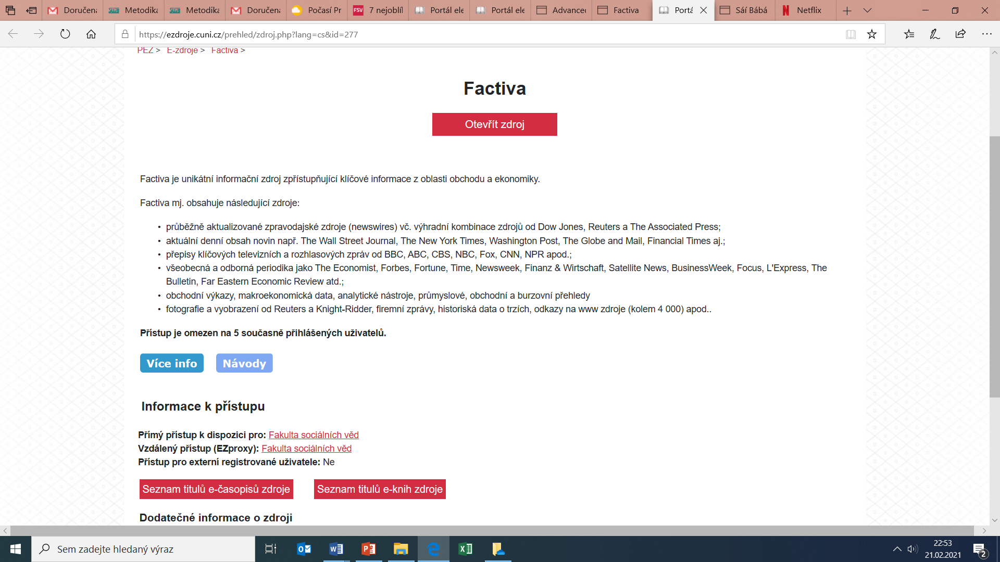 Doručena
Metodika
Metodika
Doručena
Počasí Pr
FSV 7 nejoblíl
Portál ele
Portál ele
Advanced
Factiva
Portá
Sáí Bábá
Netflix
https://ezdroje.cuni.cz/prehled/zdroj.php?lang=cs&id=277
PEZ > E-zdroje > Factiva >
Factiva
Otevřít zdroj
Factiva je unikátní informační zdroj zpřístupňující klíčové informace z oblasti obchodu a ekonomiky.
Factiva mj. obsahuje následující zdroje:
• průběžně aktualizované zpravodajské zdroje (newswires) vč. výhradní kombinace zdrojů od Dow Jones, Reuters a The Associated Press;
• aktuální denní obsah novin např. The Wall Street Journal, The New York Times, Washington Post, The Globe and Mail, Financial Times aj.;
• přepisy klíčových televizních a rozhlasových zpráv od BBC, ABC, CBS, NBC, Fox, CNN, NPR apod.;
• všeobecná a odborná periodika jako The Economist, Forbes, Fortune, Time, Newsweek, Finanz & Wirtschaft, Satellite News, BusinessWeek, Focus, L'Express, The
Bulletin, Far Eastern Economic Review atd.;
• obchodní výkazy, makroekonomická data, analytické nástroje, průmyslové, obchodní a burzovní přehledy
• fotografie a vyobrazení od Reuters a Knight-Ridder, firemní zprávy, historiská data o trzích, odkazy na www zdroje (kolem 4 000) apod..
Přístup je omezen na 5 současně přihlášených uživatelů.
Více info Návody
Informace k přístupu
Přímý přístup k dispozici pro: Fakulta sociálních věd
Vzdálený přístup (EZproxy): Fakulta sociálních věd
Přístup pro externí registrované uživatele: Ne
Seznam titulů e-časopisů zdroje Seznam titulů e-knih zdroje
Dodatečné informace o zdroji
Sem zadejte hledaný výraz
22:53
21.02.2021
2